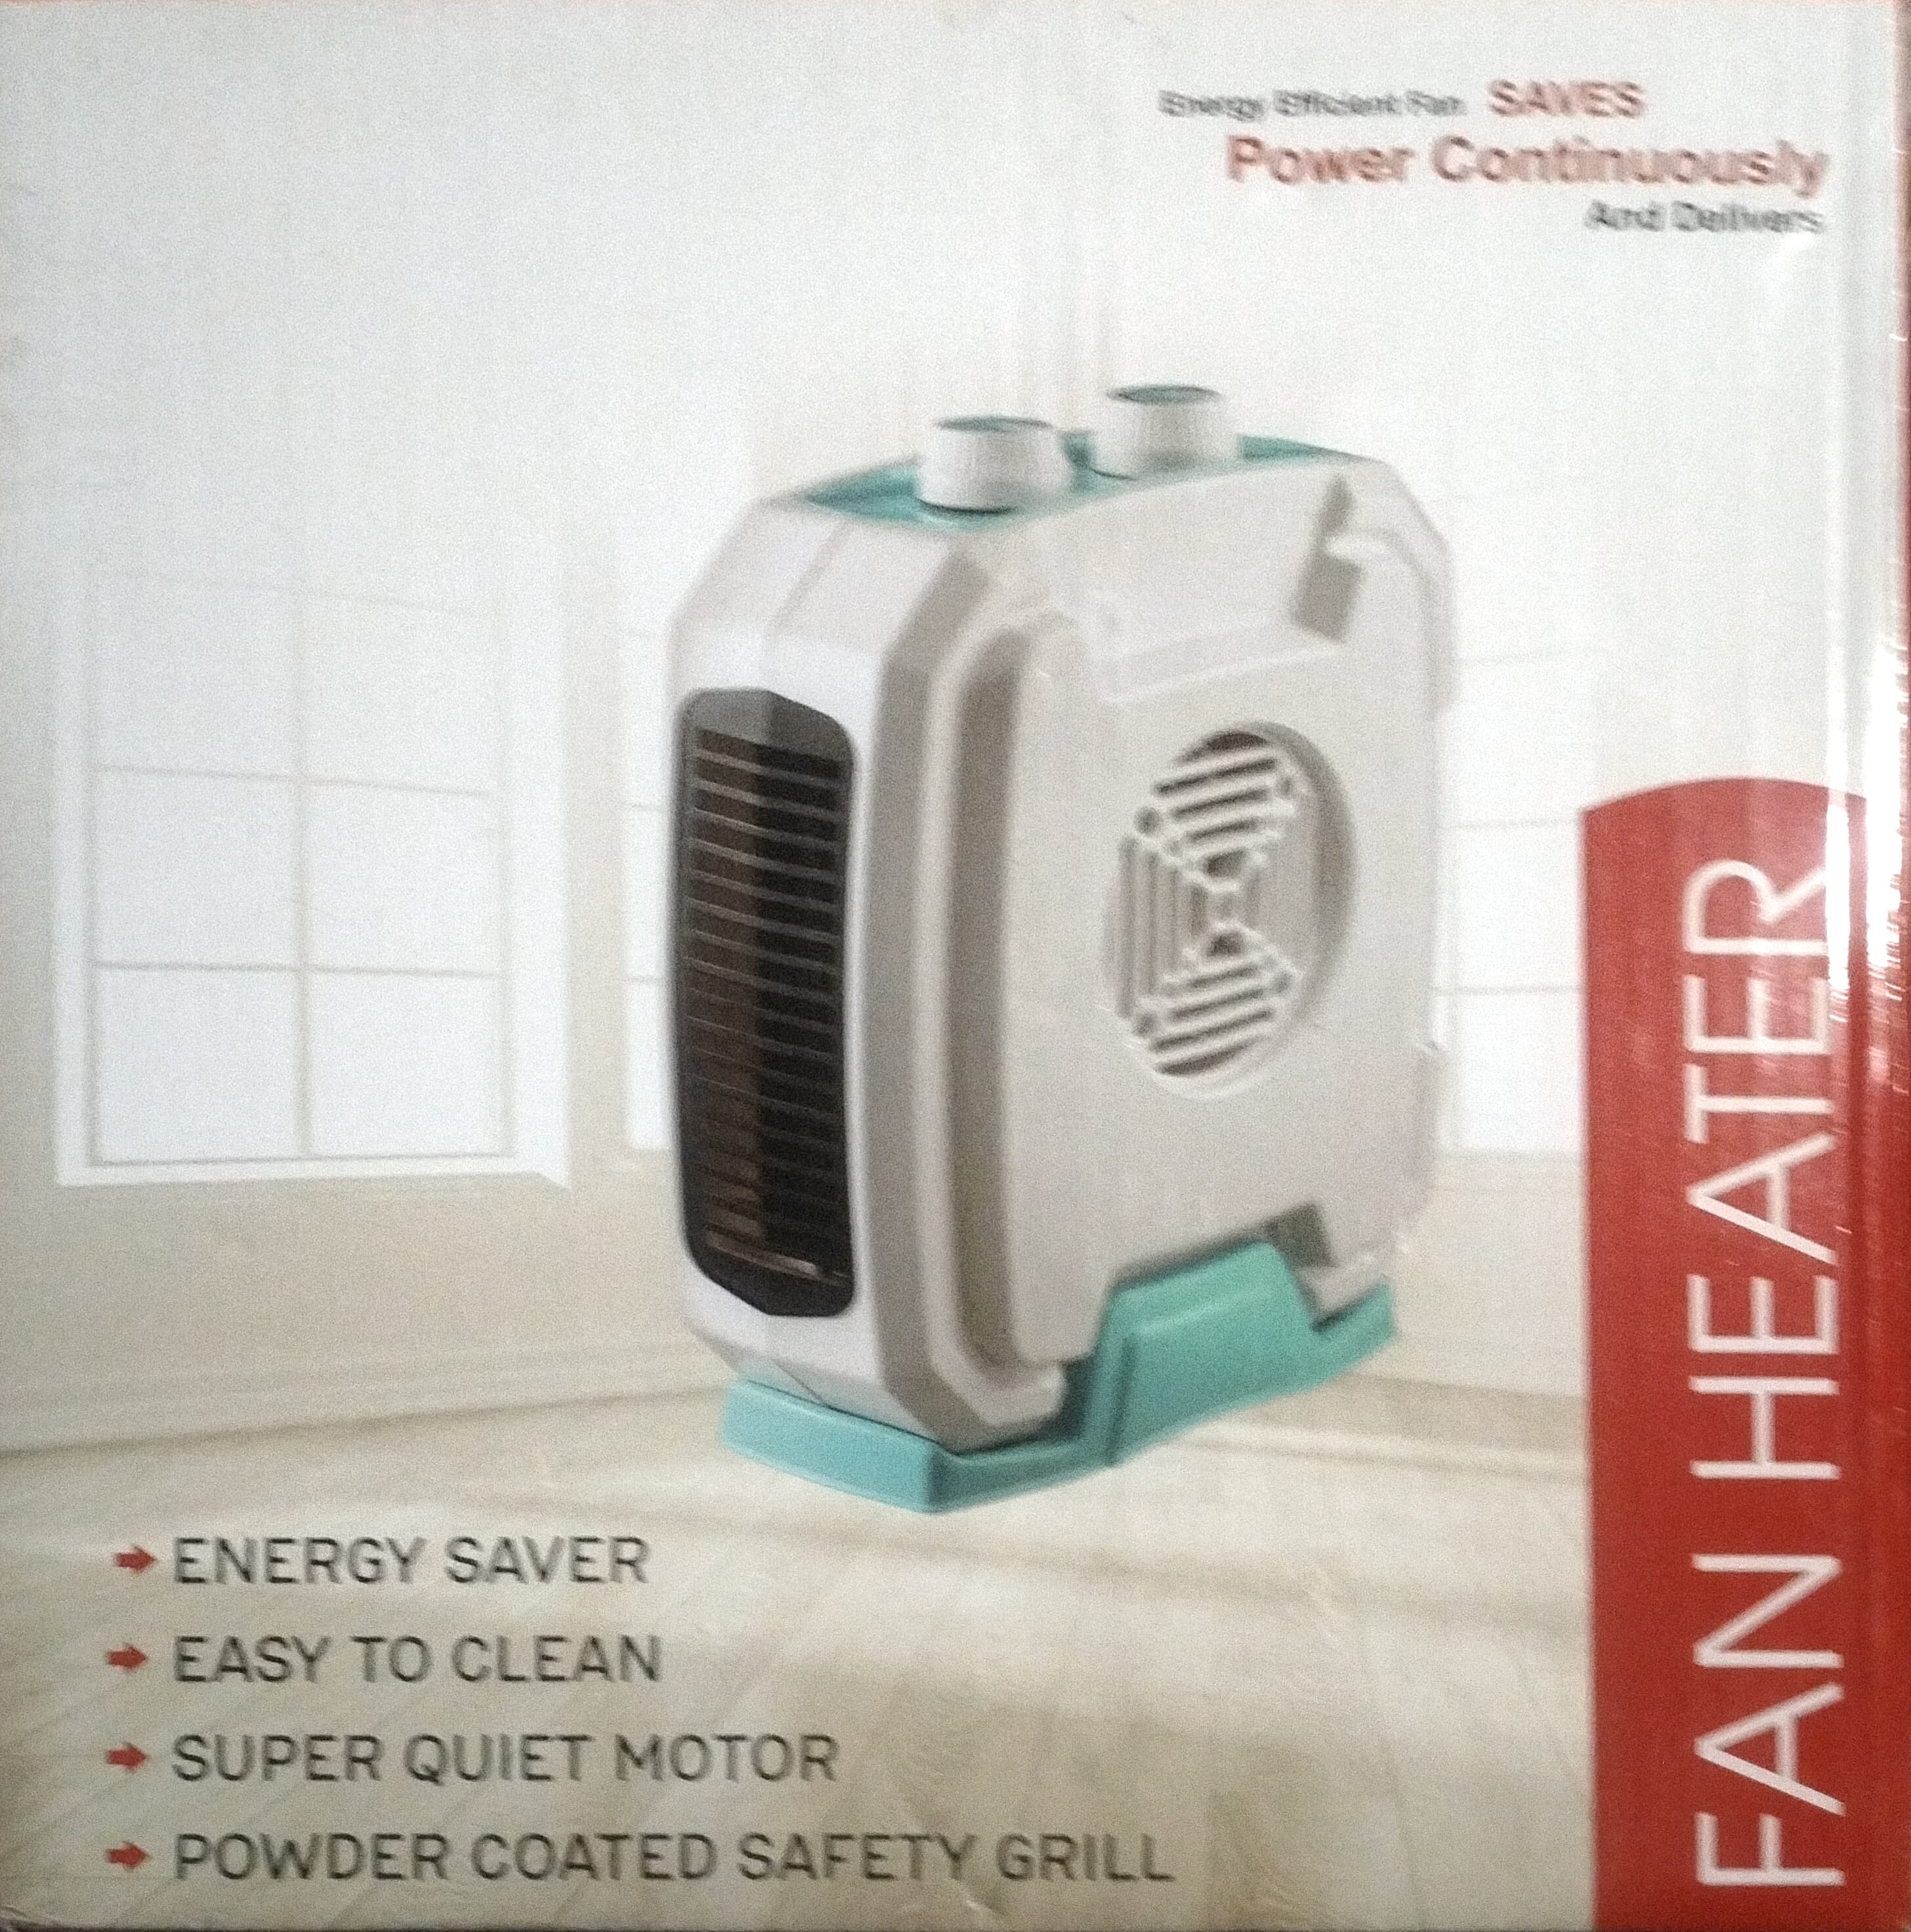 Energy Efficient Fan SAVES
Power Continuously
And Delivers
FAN HEATER
ENERGY SAVER
EASY TO CLEAN
SUPER QUIET MOTOR
POWDER COATED SAFETY GRILL